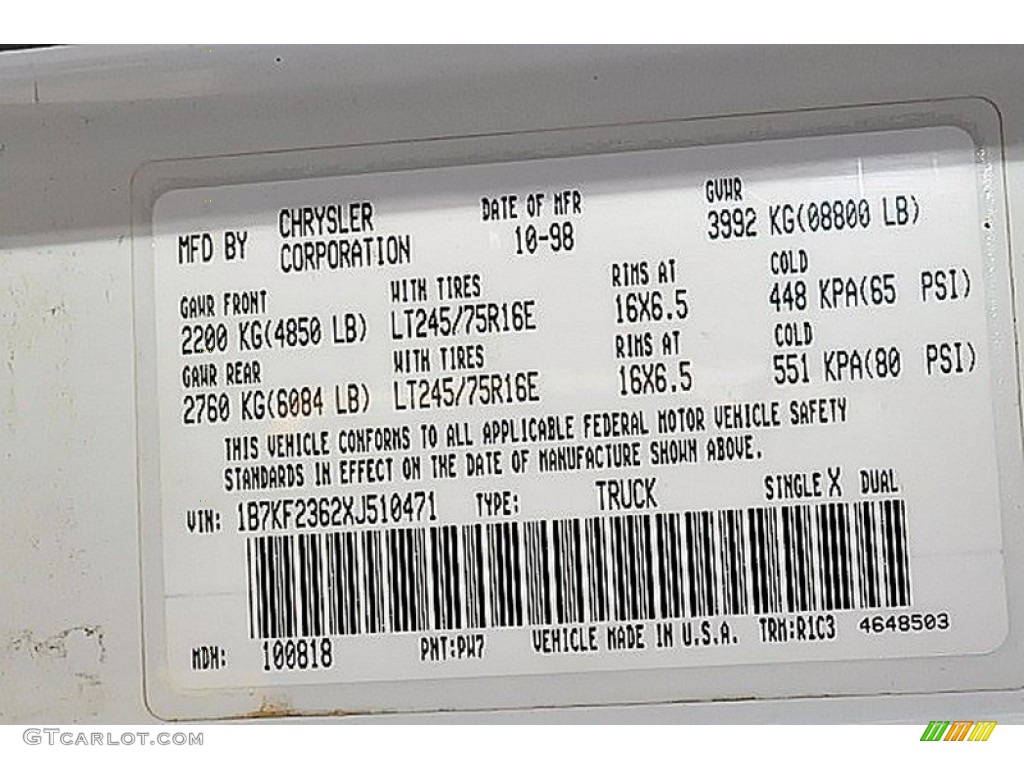 MFD BY CHRYSLER CORPORATION DATE OF MFR 10-98 GVWR 3992 KG(08800 LB)
GAWR FRONT WITH TIRES RIMS AT COLD
2200 KG(4850 LB) LT245/75R16E 16X6.5 448 KPA(65 PSI)
GAWR REAR WITH TIRES RIMS AT COLD
2760 KG(6084 LB) LT245/75R16E 16X6.5 551 KPA(80 PSI)
THIS VEHICLE CONFORMS TO ALL APPLICABLE FEDERAL MOTOR VEHICLE SAFETY
STANDARDS IN EFFECT ON THE DATE OF MANUFACTURE SHOWN ABOVE.
VIN: 1B7KF2362XJ510471 TYPE: TRUCK SINGLE X DUAL
MDH: 100818 PNT:PW7 VEHICLE MADE IN U.S.A. TRM:R1C3 4648503
GTCARLOT.COM